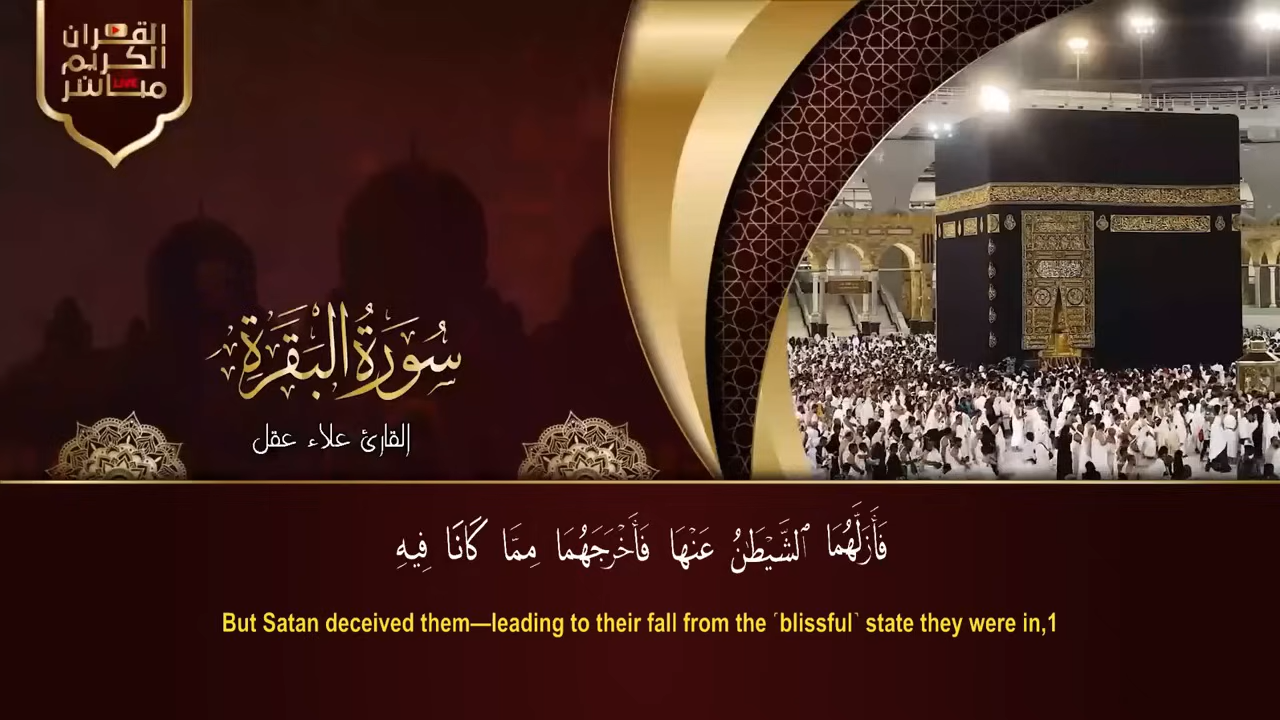 القرآن
الكريم
LIVE
مباشر
سُورَةُ البَقَرَة
القارئ علاء عقل
فَأَزَلَّهُمَا ٱلشَّيْطَٰنُ عَنْهَا فَأَخْرَجَهُمَا مِمَّا كَانَا فِيهِ
But Satan deceived them—leading to their fall from the ˹blissful˺ state they were in,1